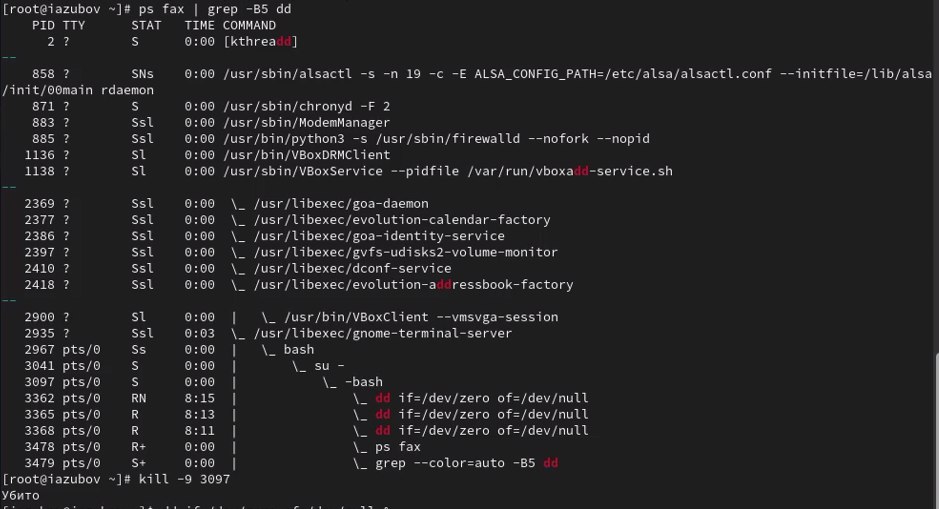 [root@iazubov ~]# ps fax | grep -B5 dd
    PID TTY      STAT   TIME COMMAND
      2 ?        S      0:00 [kthreadd]
--
    858 ?        SNs    0:00 /usr/sbin/alsactl -s -n 19 -c -E ALSA_CONFIG_PATH=/etc/alsa/alsactl.conf --initfile=/lib/alsa
/init/00main rdaemon
    871 ?        S      0:00 /usr/sbin/chronyd -F 2
    883 ?        Ssl    0:00 /usr/sbin/ModemManager
    885 ?        Ssl    0:00 /usr/bin/python3 -s /usr/sbin/firewalld --nofork --nopid
   1136 ?        Sl     0:00 /usr/bin/VBoxDRMClient
   1138 ?        Sl     0:00 /usr/sbin/VBoxService --pidfile /var/run/vboxadd-service.sh
--
   2369 ?        Ssl    0:00  \_ /usr/libexec/goa-daemon
   2377 ?        Ssl    0:00  \_ /usr/libexec/evolution-calendar-factory
   2386 ?        Ssl    0:00  \_ /usr/libexec/goa-identity-service
   2397 ?        Ssl    0:00  \_ /usr/libexec/gvfs-udisks2-volume-monitor
   2410 ?        Ssl    0:00  \_ /usr/libexec/dconf-service
   2418 ?        Ssl    0:00  \_ /usr/libexec/evolution-addressbook-factory
--
   2900 ?        Sl     0:00  |   \_ /usr/bin/VBoxClient --vmsvga-session
   2935 ?        Ssl    0:03  \_ /usr/libexec/gnome-terminal-server
   2967 pts/0    Ss     0:00  |   \_ bash
   3041 pts/0    S      0:00  |       \_ su -
   3097 pts/0    S      0:00  |           \_ -bash
   3362 pts/0    RN     8:15  |               \_ dd if=/dev/zero of=/dev/null
   3365 pts/0    R      8:13  |               \_ dd if=/dev/zero of=/dev/null
   3368 pts/0    R      8:11  |               \_ dd if=/dev/zero of=/dev/null
   3478 pts/0    R+     0:00  |               \_ ps fax
   3479 pts/0    S+     0:00  |               \_ grep --color=auto -B5 dd
[root@iazubov ~]# kill -9 3097
Убито